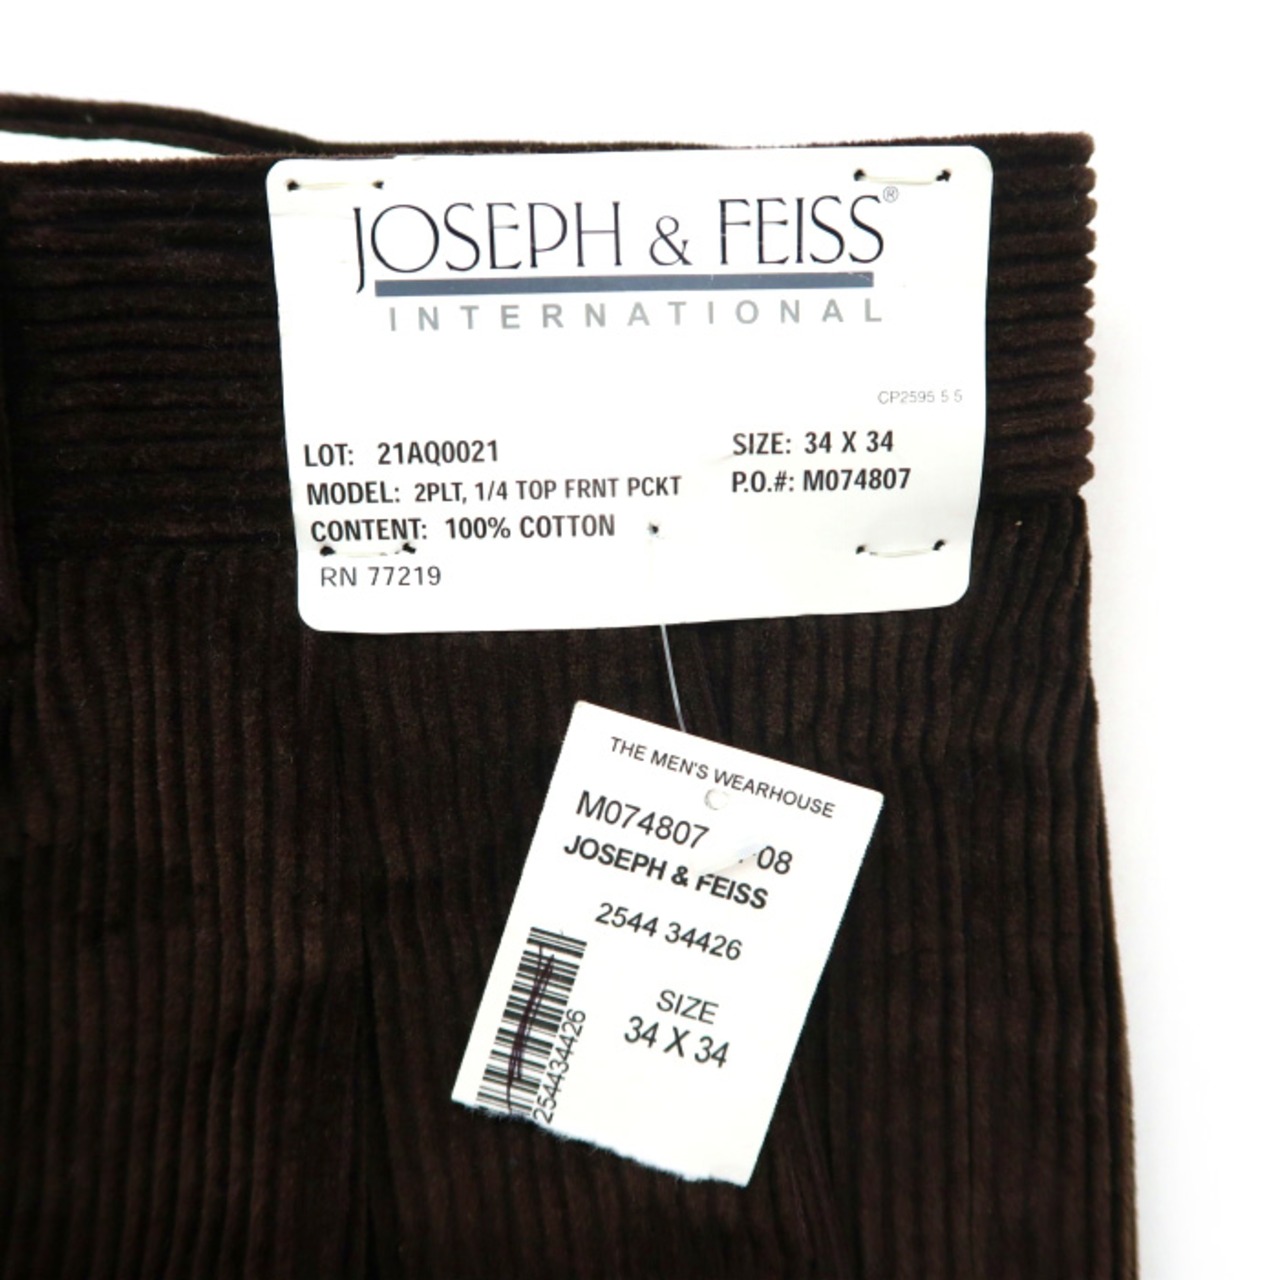 JOSEPH & FEISS®
INTERNATIONAL
CP2595 5 5
LOT: 21AQ0021 SIZE: 34 X 34
MODEL: 2PLT, 1/4 TOP FRNT PCKT P.O.#: M074807
CONTENT: 100% COTTON
RN 77219
THE MEN'S WEARHOUSE
M074807 08
JOSEPH & FEISS
2544 34426
SIZE
34 X 34
254434426